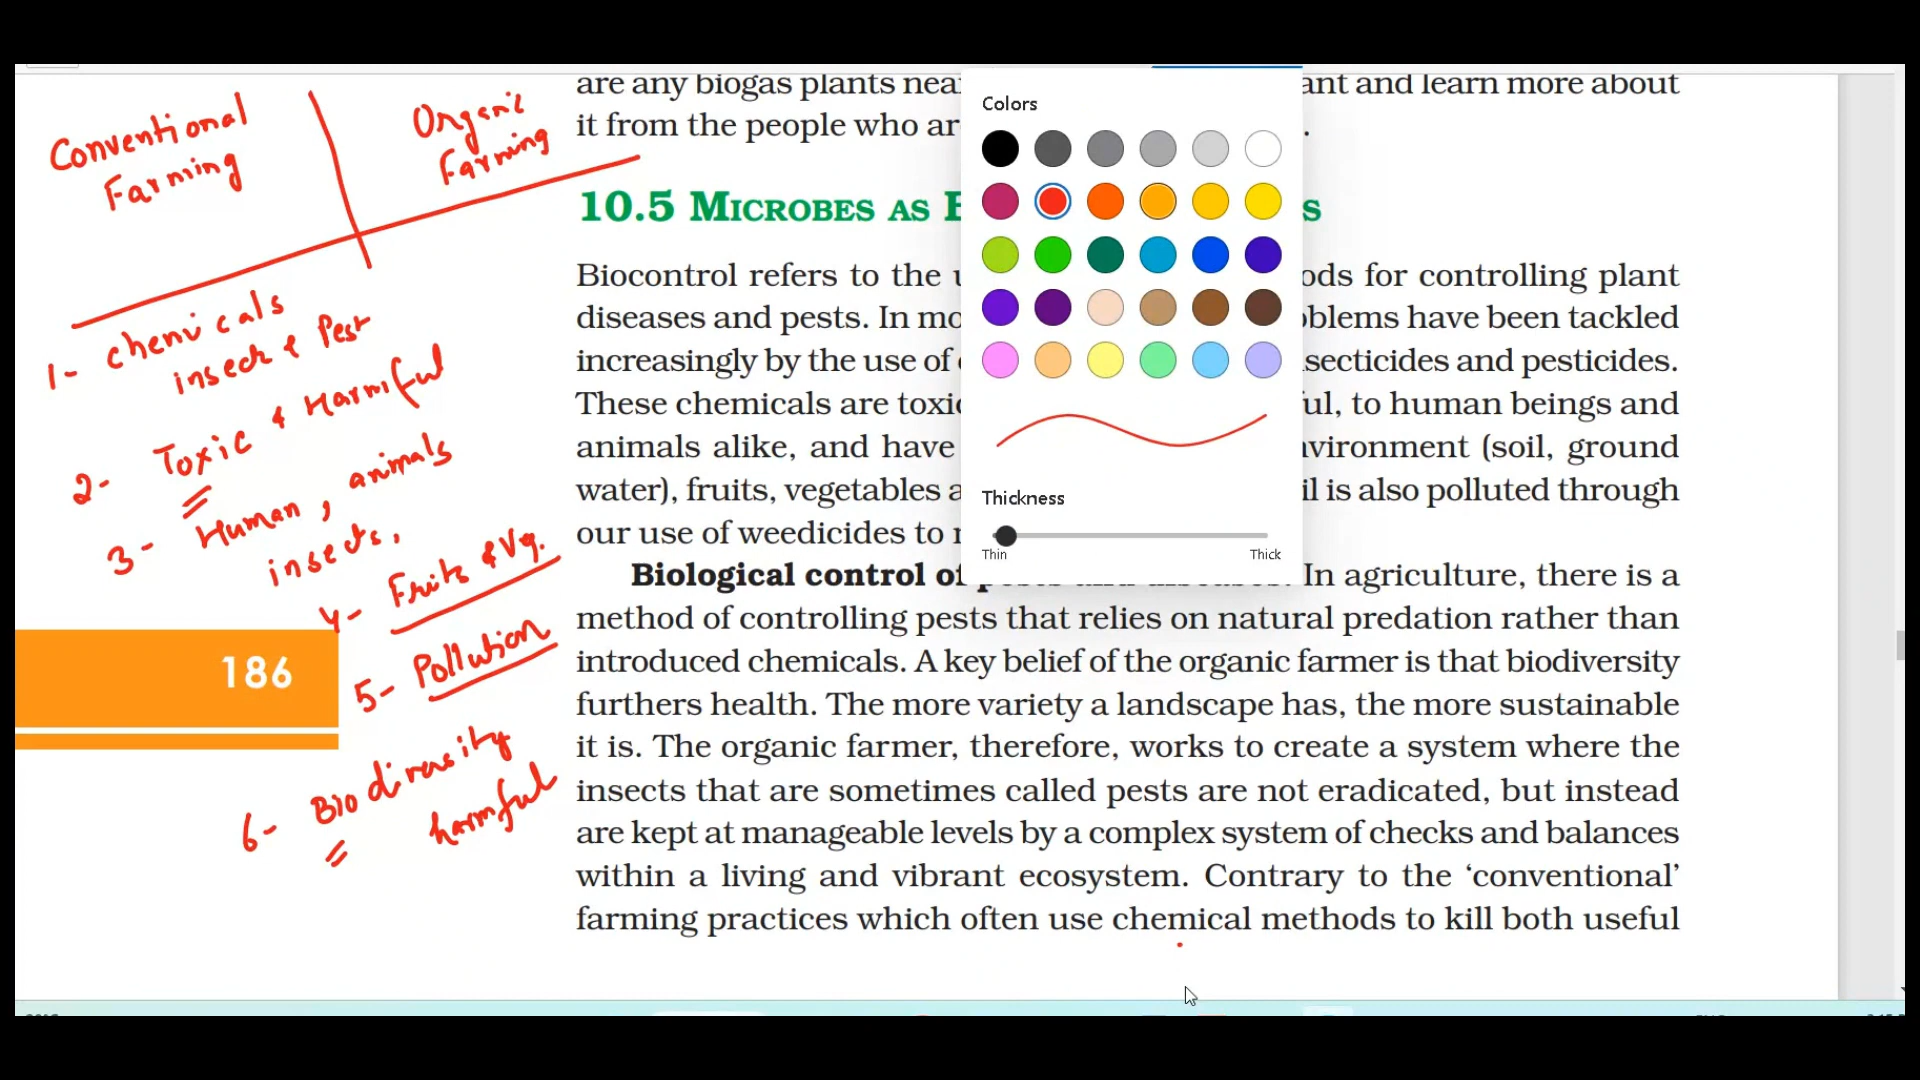 Conventional
Farming
Organic
Farming
1- chemicals
insect & Pest
2- Toxic & Harmful
3- Human, animals
insects,
4- Fruits & Vg.
5- Pollution
6- Biodiversity
harmful
186
are any biogas plants nea
ant and learn more about
it from the people who ar
.
10.5 MICROBES AS
S
Biocontrol refers to the
ods for controlling plant
diseases and pests. In mo
oblems have been tackled
increasingly by the use of
secticides and pesticides.
These chemicals are toxic
ful, to human beings and
animals alike, and have
nvironment (soil, ground
water), fruits, vegetables a
il is also polluted through
our use of weedicides to
Biological control of In agriculture, there is a
method of controlling pests that relies on natural predation rather than
introduced chemicals. A key belief of the organic farmer is that biodiversity
furthers health. The more variety a landscape has, the more sustainable
it is. The organic farmer, therefore, works to create a system where the
insects that are sometimes called pests are not eradicated, but instead
are kept at manageable levels by a complex system of checks and balances
within a living and vibrant ecosystem. Contrary to the ‘conventional’
farming practices which often use chemical methods to kill both useful
Colors
Thickness
Thin
Thick